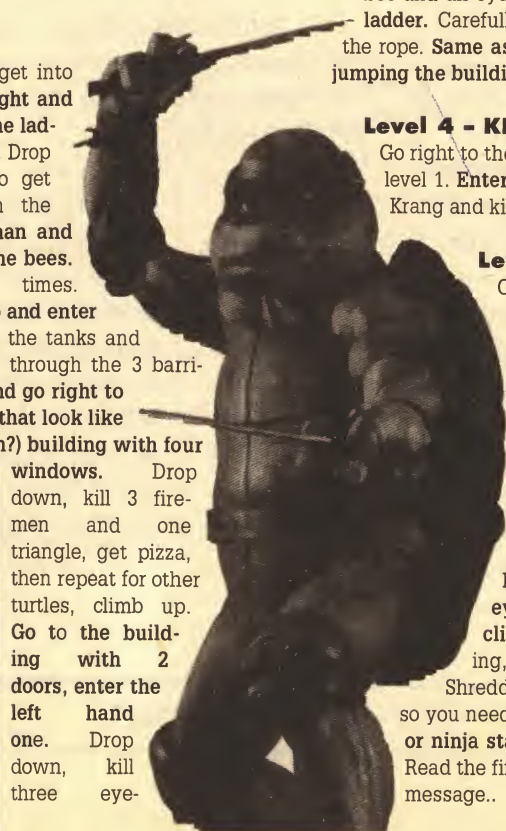 get into
ght and
ne lad-
Drop
o get
n the
nan and
he bees.
times.
and enter
the tanks and
through the 3 barri-
nd go right to
that look like
n?) building with four
windows. Drop
down, kill 3 fire-
men and one
triangle, get pizza,
then repeat for other
turtles, climb up.
Go to the build-
ing with 2
doors, enter the
left hand
one. Drop
down, kill
three eye-
ladder. Carefull
the rope. Same as
jumping the buildi
Level 4 - K
Go right to the
level 1. Enter
Krang and ki
Le
ey
cli
ing,
Shredd
so you need
or ninja sta
Read the fi
message..